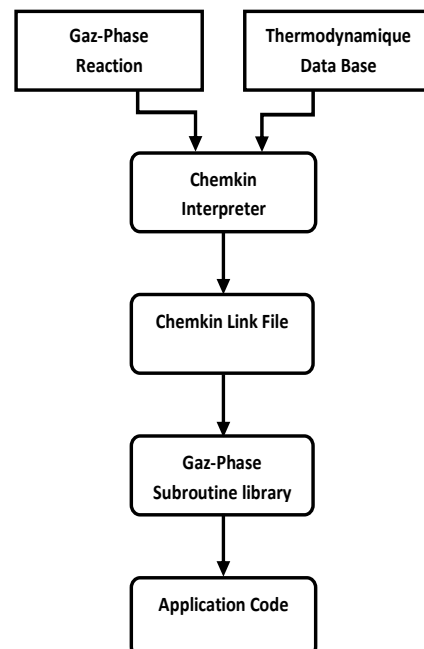 Gaz-Phase
Reaction
Thermodynamique
Data Base
Chemkin
Interpreter
Chemkin Link File
Gaz-Phase
Subroutine library
Application Code